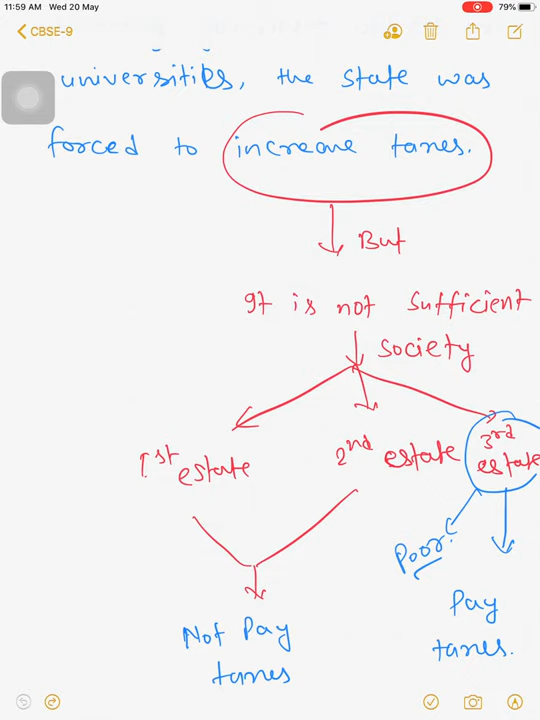 11:59 AM Wed 20 May
79%
CBSE-9
universities, the state was
forced to increase taxes.
But
It is not sufficient
society
1st estate
2nd estate
3rd estate
Poor
Pay taxes.
Not Pay taxes